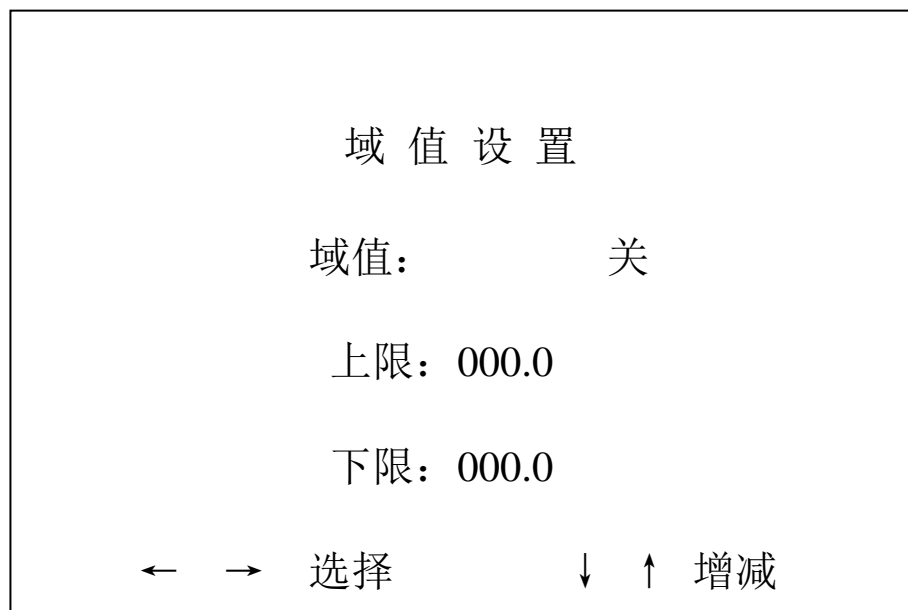 域 值 设 置
域值： 关
上限：000.0
下限：000.0
← → 选择 ↓ ↑ 增减